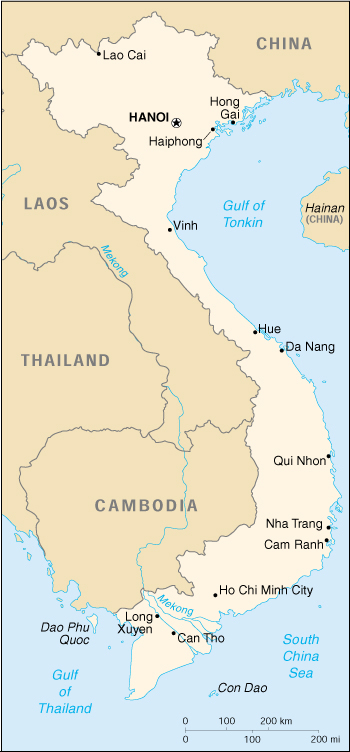 CHINA
Lao Cai
Hong
Gai
HANOI
Haiphong
LAOS
Gulf of
Tonkin
Hainan
(CHINA)
Vinh
Mekong
Hue
Da Nang
THAILAND
Qui Nhon
CAMBODIA
Nha Trang
Cam Ranh
Ho Chi Minh City
Mekong
Long
Xuyen
Can Tho
Dao Phu
Quoc
South
China
Sea
Gulf
of
Thailand
Con Dao
0 100 200 km
0 100 200 mi